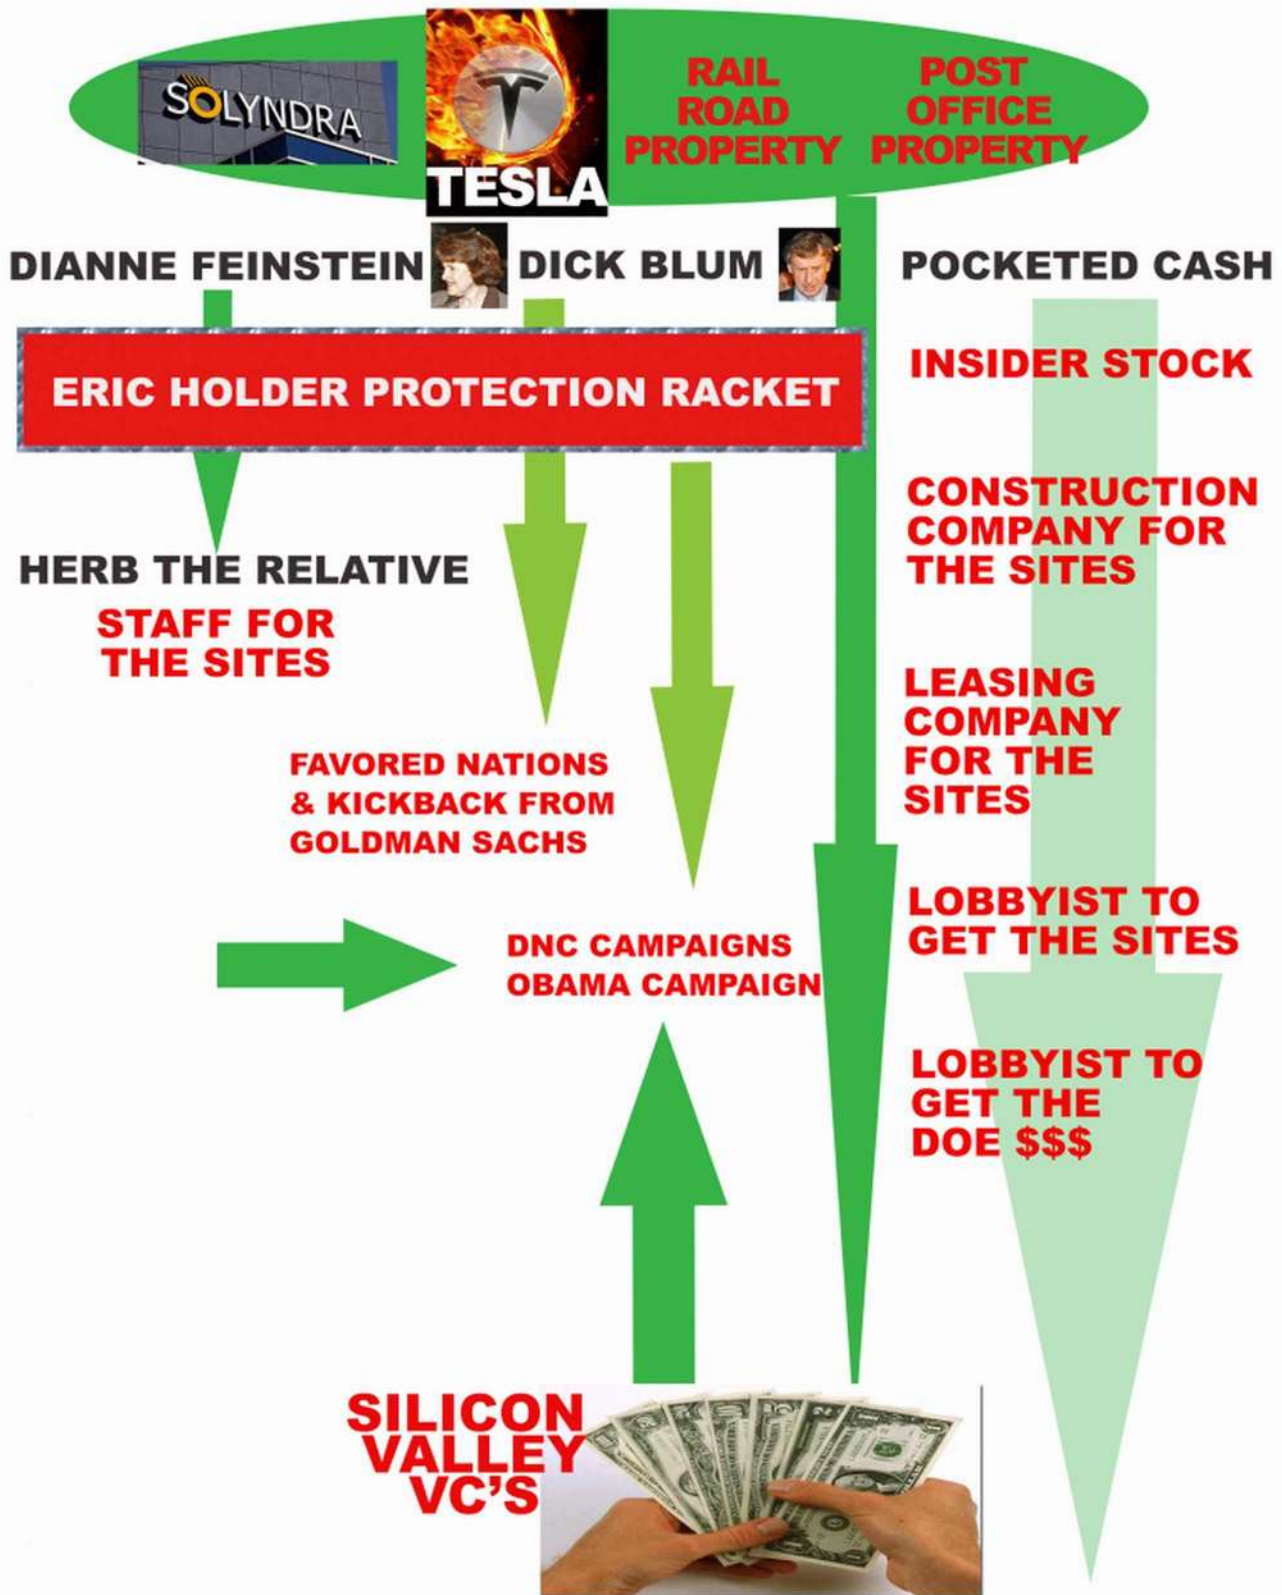 SOLYNDRA
TESLA
RAIL
ROAD
PROPERTY
POST
OFFICE
PROPERTY
DIANNE FEINSTEIN
DICK BLUM
POCKETED CASH
ERIC HOLDER PROTECTION RACKET
INSIDER STOCK
CONSTRUCTION
COMPANY FOR
THE SITES
HERB THE RELATIVE
STAFF FOR
THE SITES
LEASING
COMPANY
FOR THE
SITES
FAVORED NATIONS
& KICKBACK FROM
GOLDMAN SACHS
LOBBYIST TO
GET THE SITES
DNC CAMPAIGNS
OBAMA CAMPAIGN
LOBBYIST TO
GET THE
DOE $$$
SILICON
VALLEY
VC'S